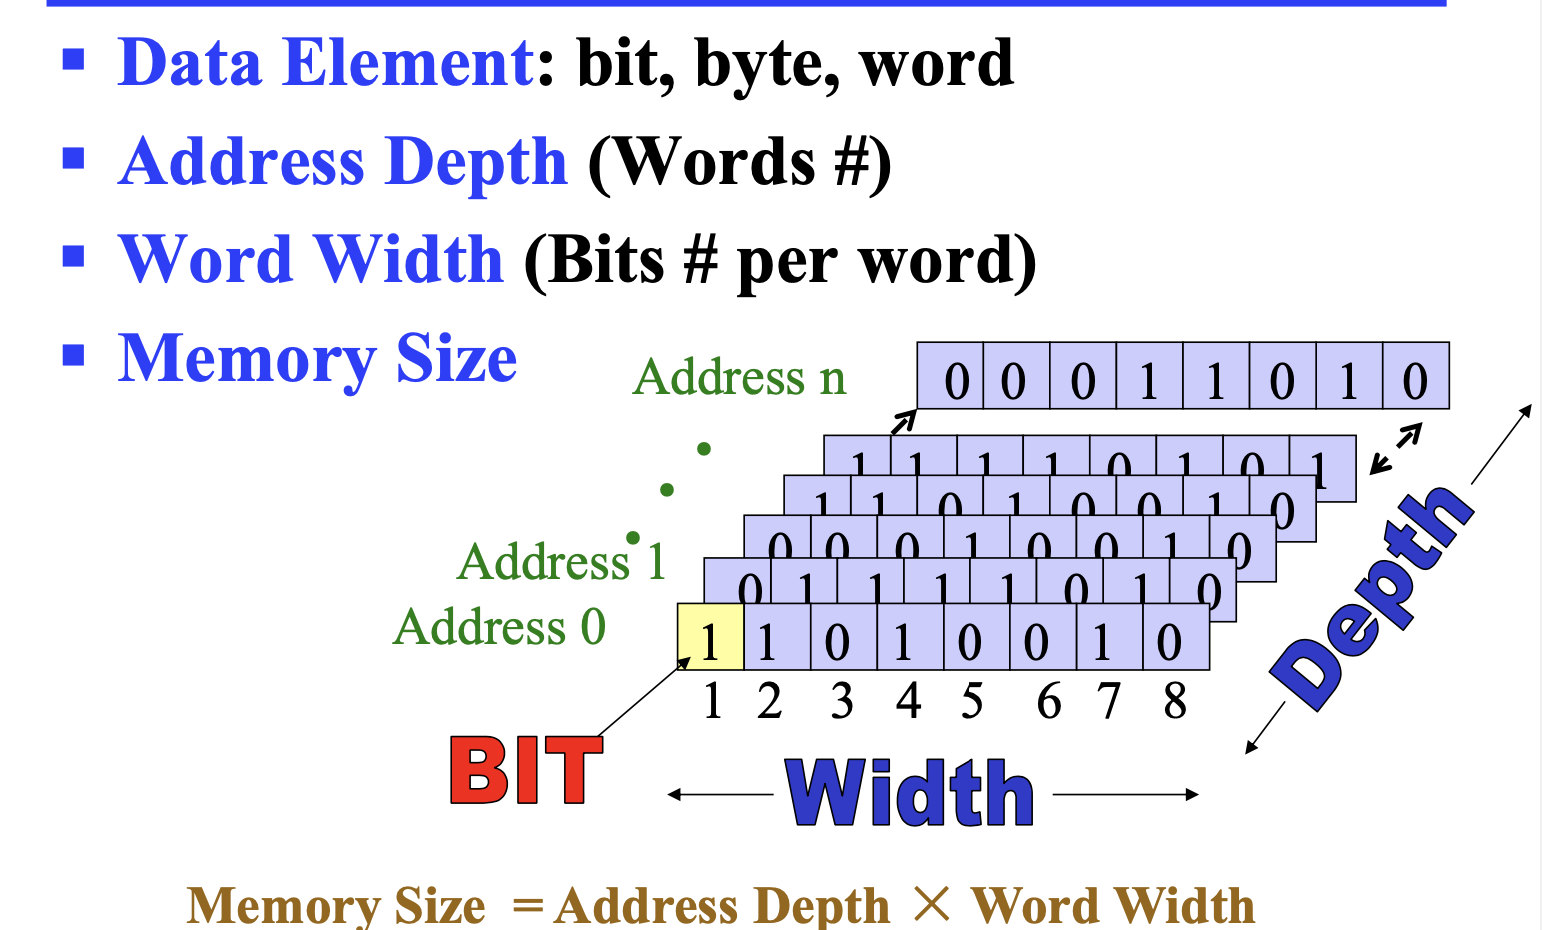 ▪ Data Element: bit, byte, word
▪ Address Depth (Words #)
▪ Word Width (Bits # per word)
▪ Memory Size
Address n
0 0 0 1 1 0 1 0
1 1 1 1 0 1 0 1
1 1 0 1 0 0 1 0
0 0 0 1 0 0 1 0
Address 1
0 1 1 1 1 0 1 0
Address 0
1 1 0 1 0 0 1 0
1 2 3 4 5 6 7 8
Depth
BIT
Width
Memory Size = Address Depth × Word Width